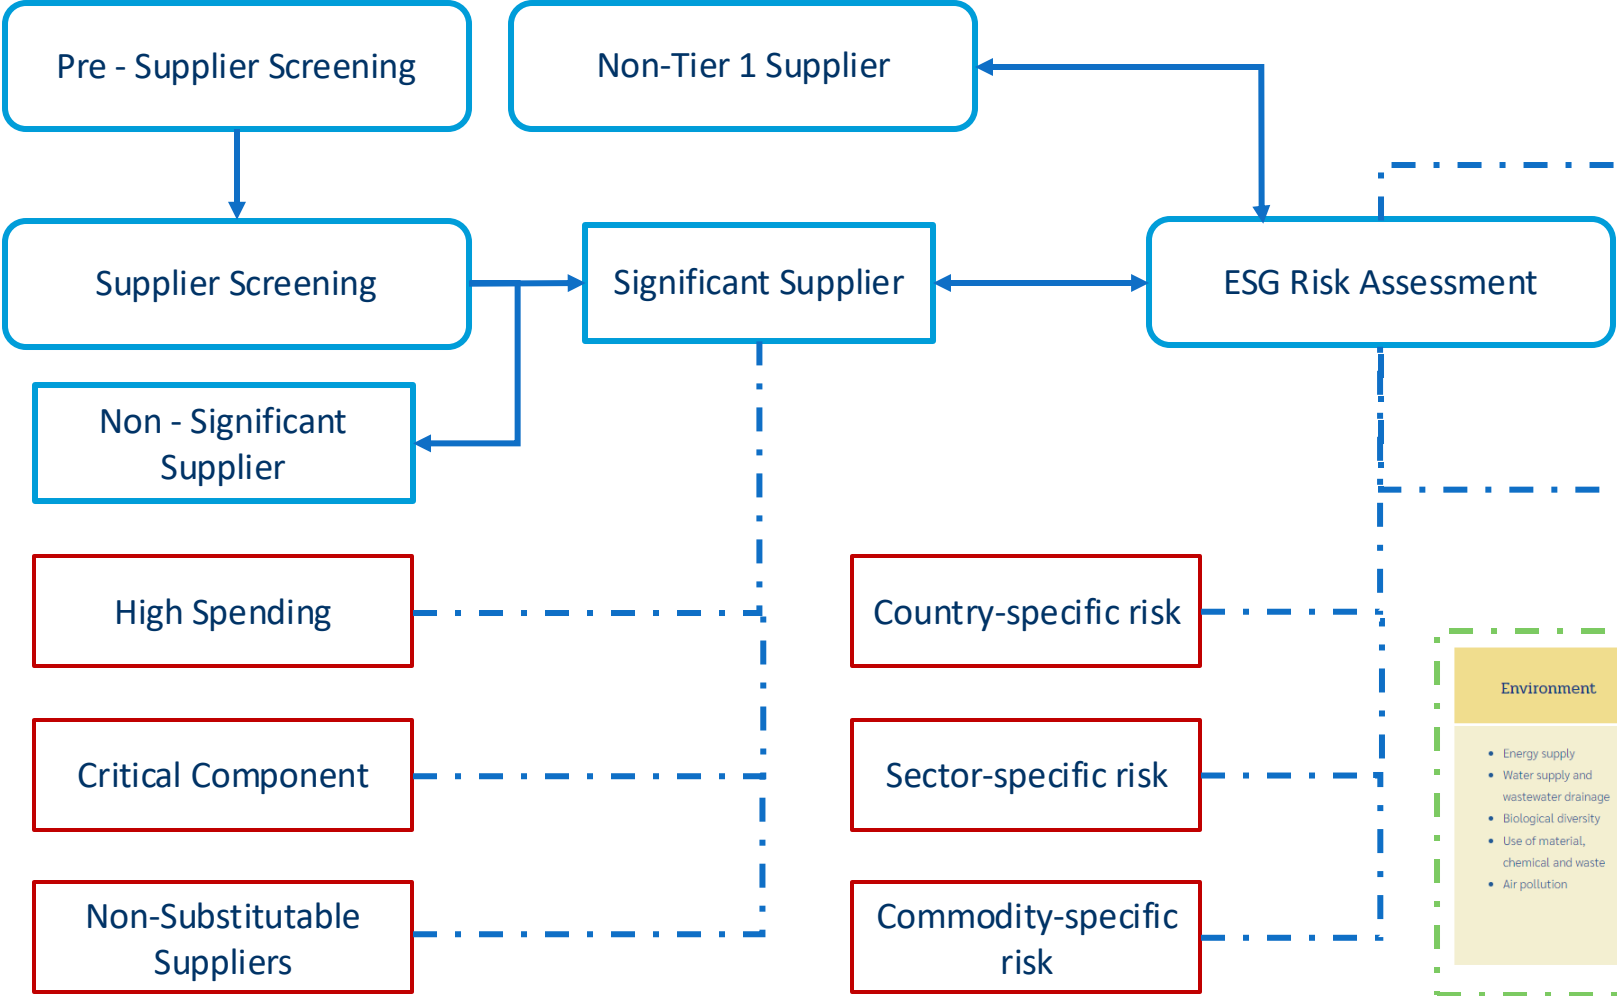 Pre - Supplier Screening
Non-Tier 1 Supplier
Supplier Screening
Significant Supplier
ESG Risk Assessment
Non - Significant
Supplier
High Spending
Country-specific risk
Critical Component
Sector-specific risk
Non-Substitutable
Suppliers
Commodity-specific
risk
Environment
• Energy supply
• Water supply and
wastewater drainage
• Biological diversity
• Use of material,
chemical and waste
• Air pollution